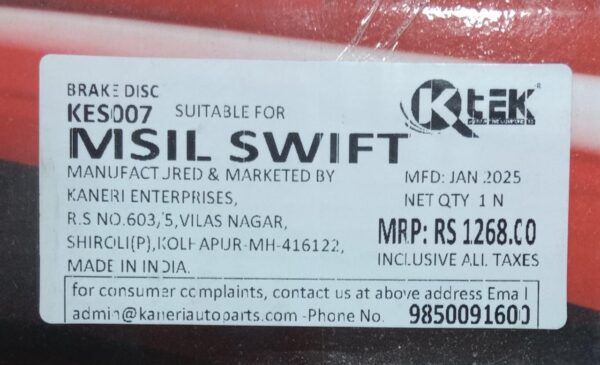 BRAKE DISC
KES007 SUITABLE FOR
MSIL SWIFT
KTEK
MANUFACTURED & MARKETED BY
KANERI ENTERPRISES,
R.S NO.603/5,VILAS NAGAR,
SHIROLI(P),KOLHAPUR-MH-416122,
MADE IN INDIA.
MFD: JAN 2025
NET QTY 1 N
MRP: RS 1268.00
INCLUSIVE ALL TAXES
for consumer complaints, contact us at above address Email
admin@kaneriautoparts.com -Phone No. 9850091600